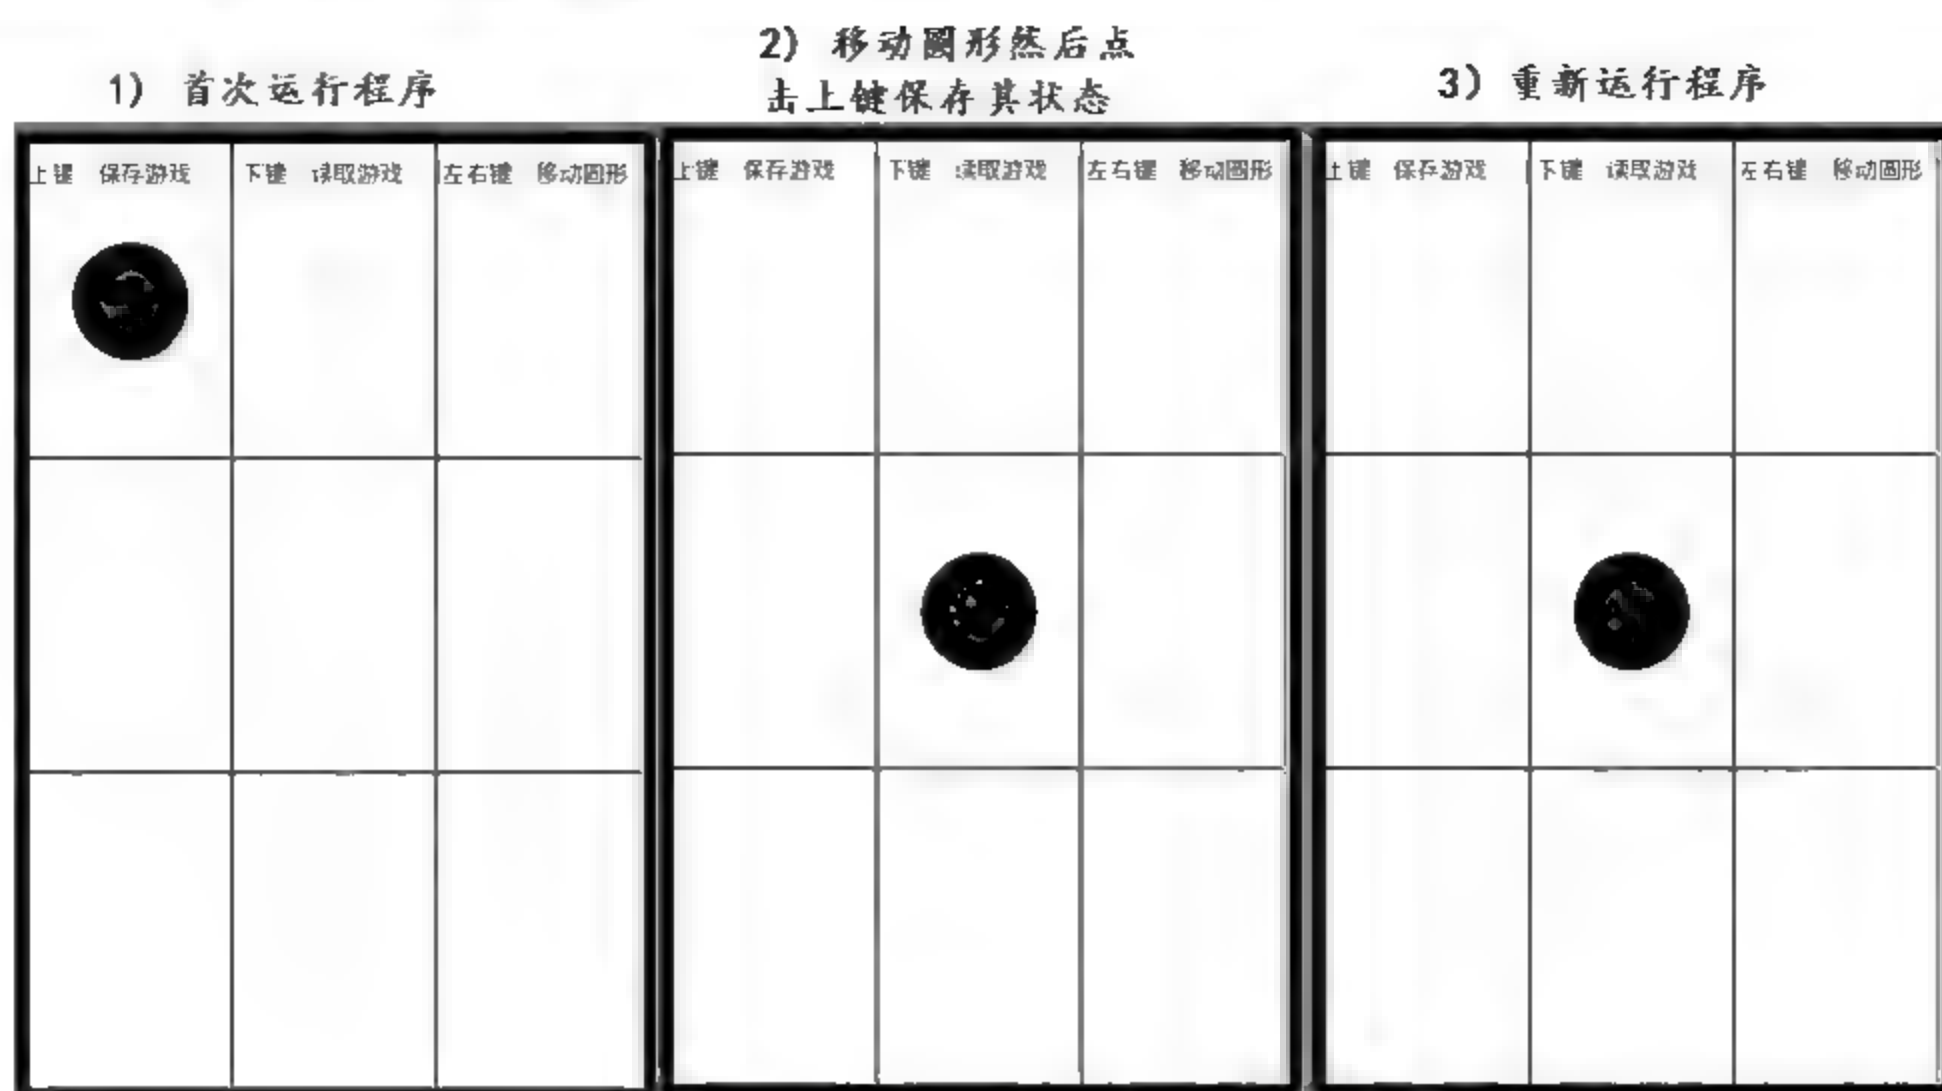 1) 首次运行程序
2) 移动圆形然后点
击上键保存其状态
3) 重新运行程序
上键 保存游戏 下键 读取游戏 左右键 移动圆形
上键 保存游戏 下键 读取游戏 左右键 移动圆形
上键 保存游戏 下键 读取游戏 左右键 移动圆形